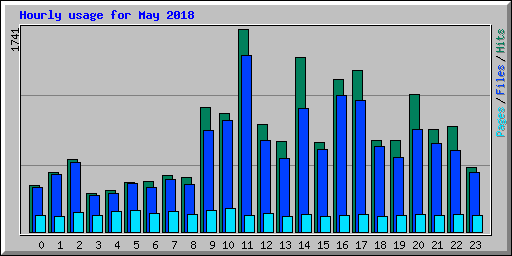 Hourly usage for May 2018
1741
Pages / Files / Hits
0 1 2 3 4 5 6 7 8 9 10 11 12 13 14 15 16 17 18 19 20 21 22 23